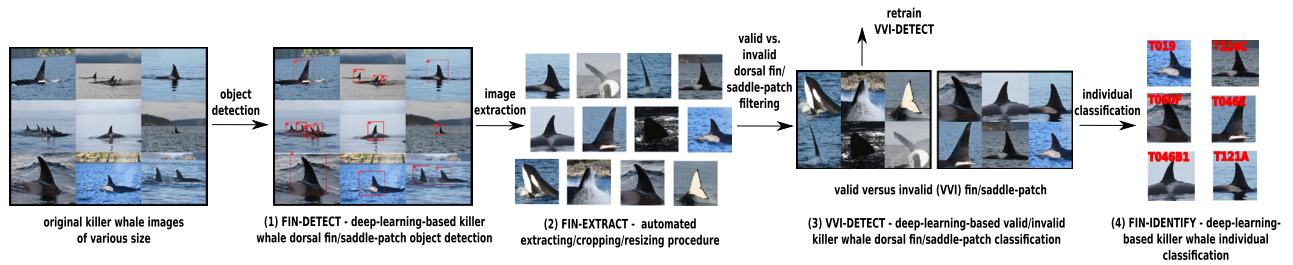 original killer whale images
of various size
object
detection
(1) FIN-DETECT - deep-learning-based killer
whale dorsal fin/saddle-patch object detection
image
extraction
(2) FIN-EXTRACT - automated
extracting/cropping/resizing procedure
valid vs.
invalid
dorsal fin/
saddle-patch
filtering
retrain
VVI-DETECT
valid versus invalid (VVI) fin/saddle-patch
(3) VVI-DETECT - deep-learning-based valid/invalid
killer whale dorsal fin/saddle-patch classification
individual
classification
T019
T060F
T046B1
T121A
(4) FIN-IDENTIFY - deep-learning-
based killer whale individual
classification